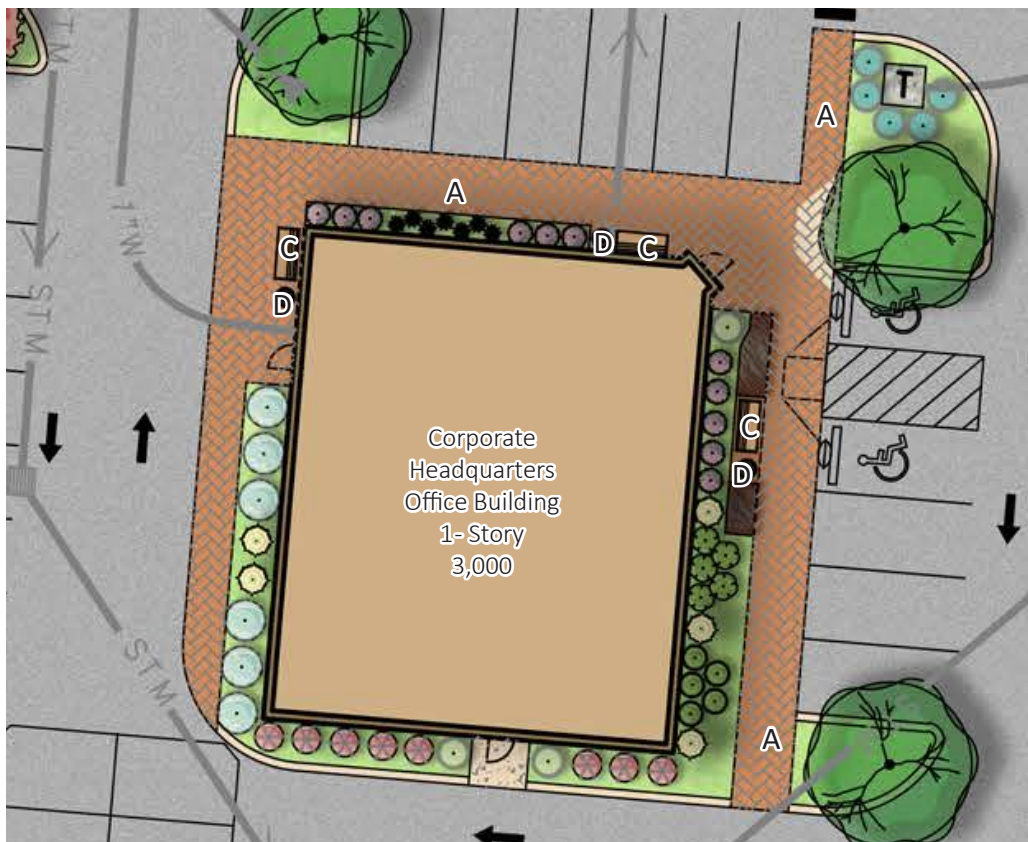 STM
T
A
A
D
C
C
D
1"W
STM
C
D
Corporate
Headquarters
Office Building
1- Story
3,000
STM
A
S